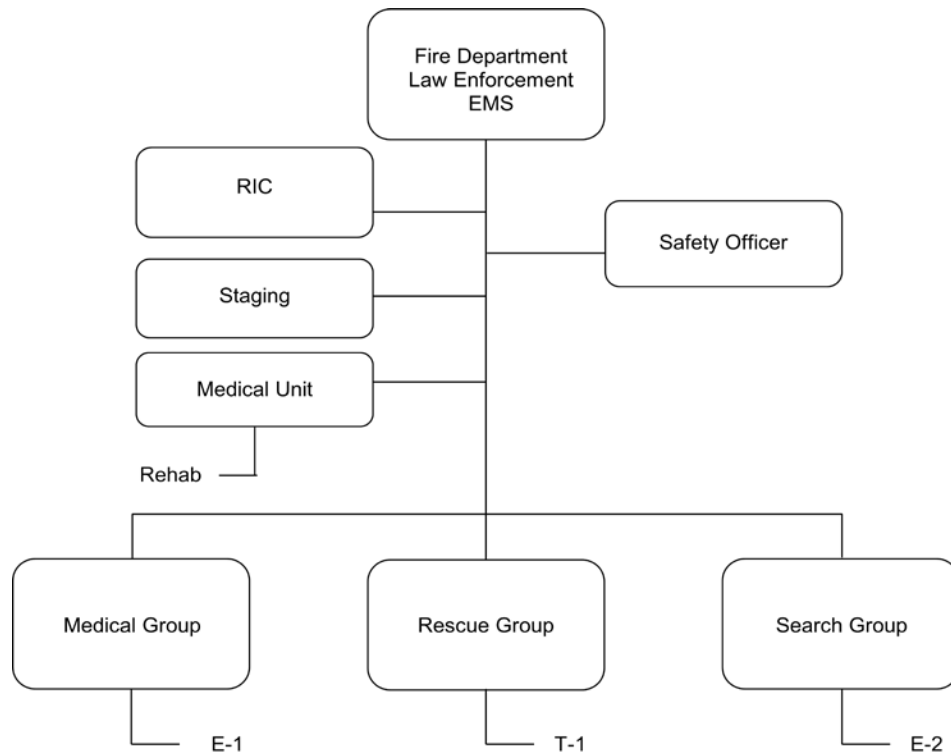 Fire Department
Law Enforcement
EMS
RIC
Safety Officer
Staging
Medical Unit
Rehab
Medical Group
Rescue Group
Search Group
E-1
T-1
E-2